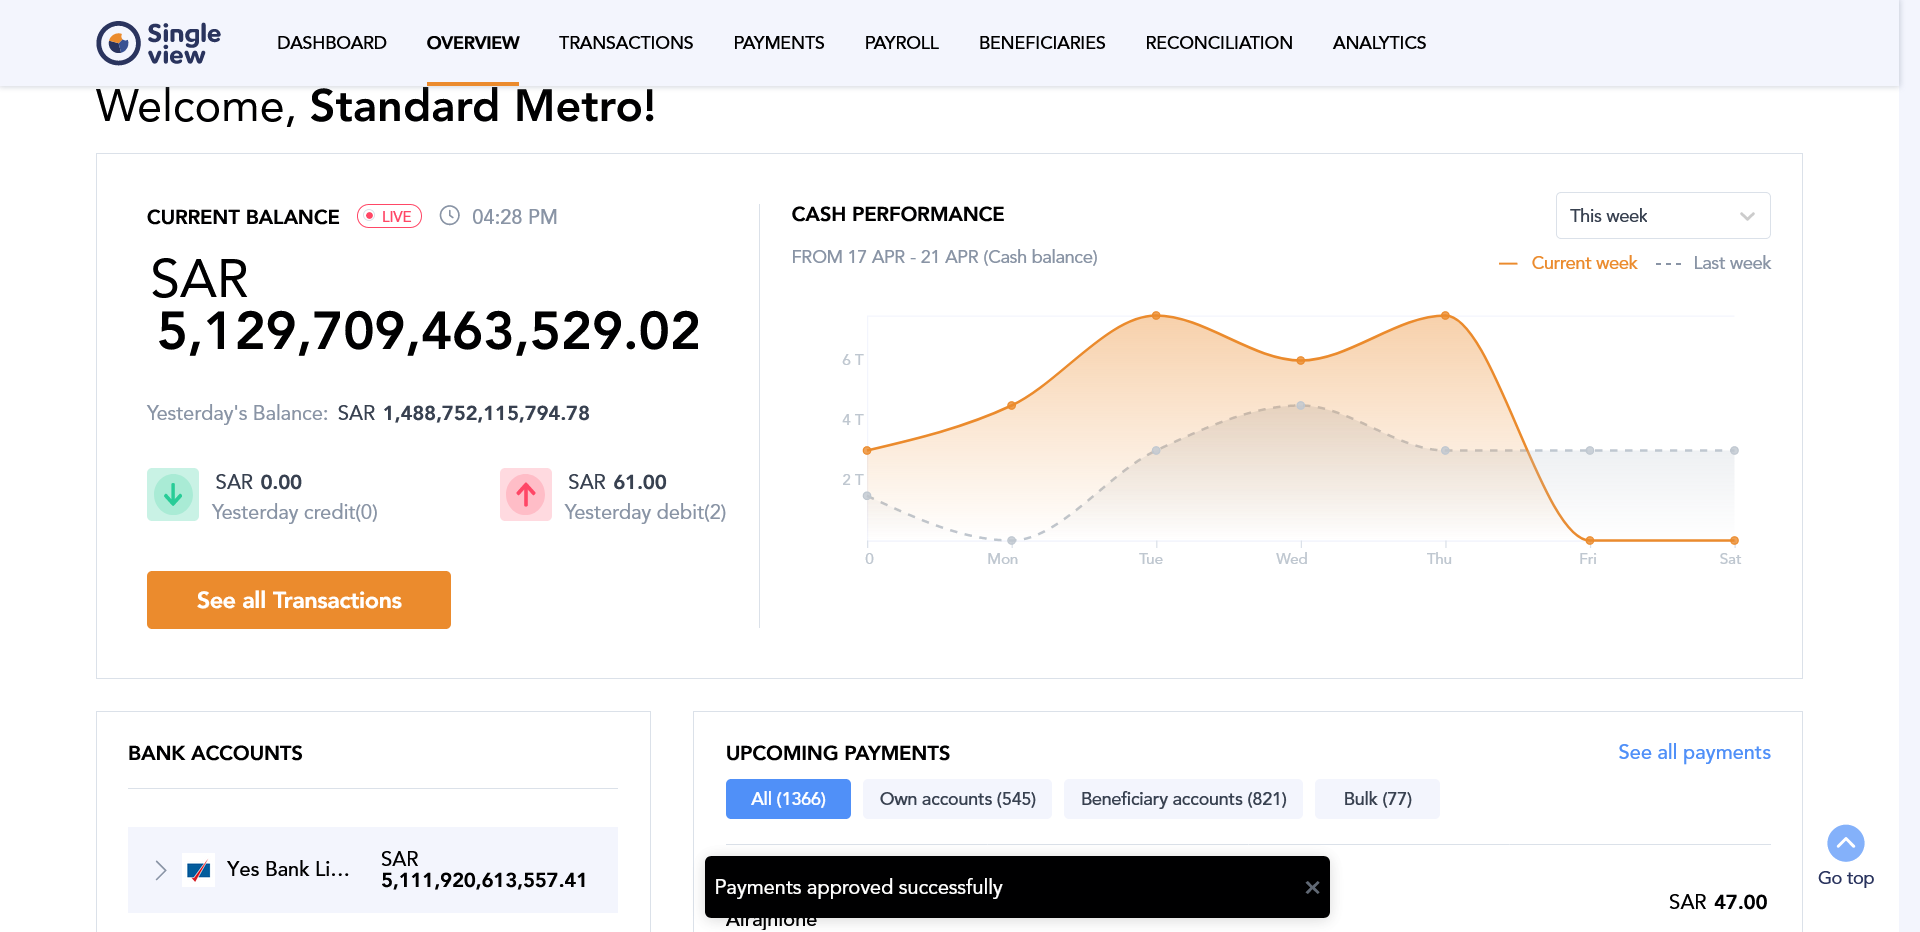 Single
view
DASHBOARD
OVERVIEW
TRANSACTIONS
PAYMENTS
PAYROLL
BENEFICIARIES
RECONCILIATION
ANALYTICS
Welcome, Standard Metro!
CURRENT BALANCE
LIVE
04:28 PM
SAR
5,129,709,463,529.02
Yesterday's Balance: SAR 1,488,752,115,794.78
SAR 0.00
Yesterday credit(0)
SAR 61.00
Yesterday debit(2)
See all Transactions
CASH PERFORMANCE
This week
FROM 17 APR - 21 APR (Cash balance)
Current week
Last week
6 T
4 T
2 T
0
Mon
Tue
Wed
Thu
Fri
Sat
BANK ACCOUNTS
Yes Bank Li...
SAR
5,111,920,613,557.41
UPCOMING PAYMENTS
See all payments
All (1366)
Own accounts (545)
Beneficiary accounts (821)
Bulk (77)
Payments approved successfully
SAR 47.00
Go top